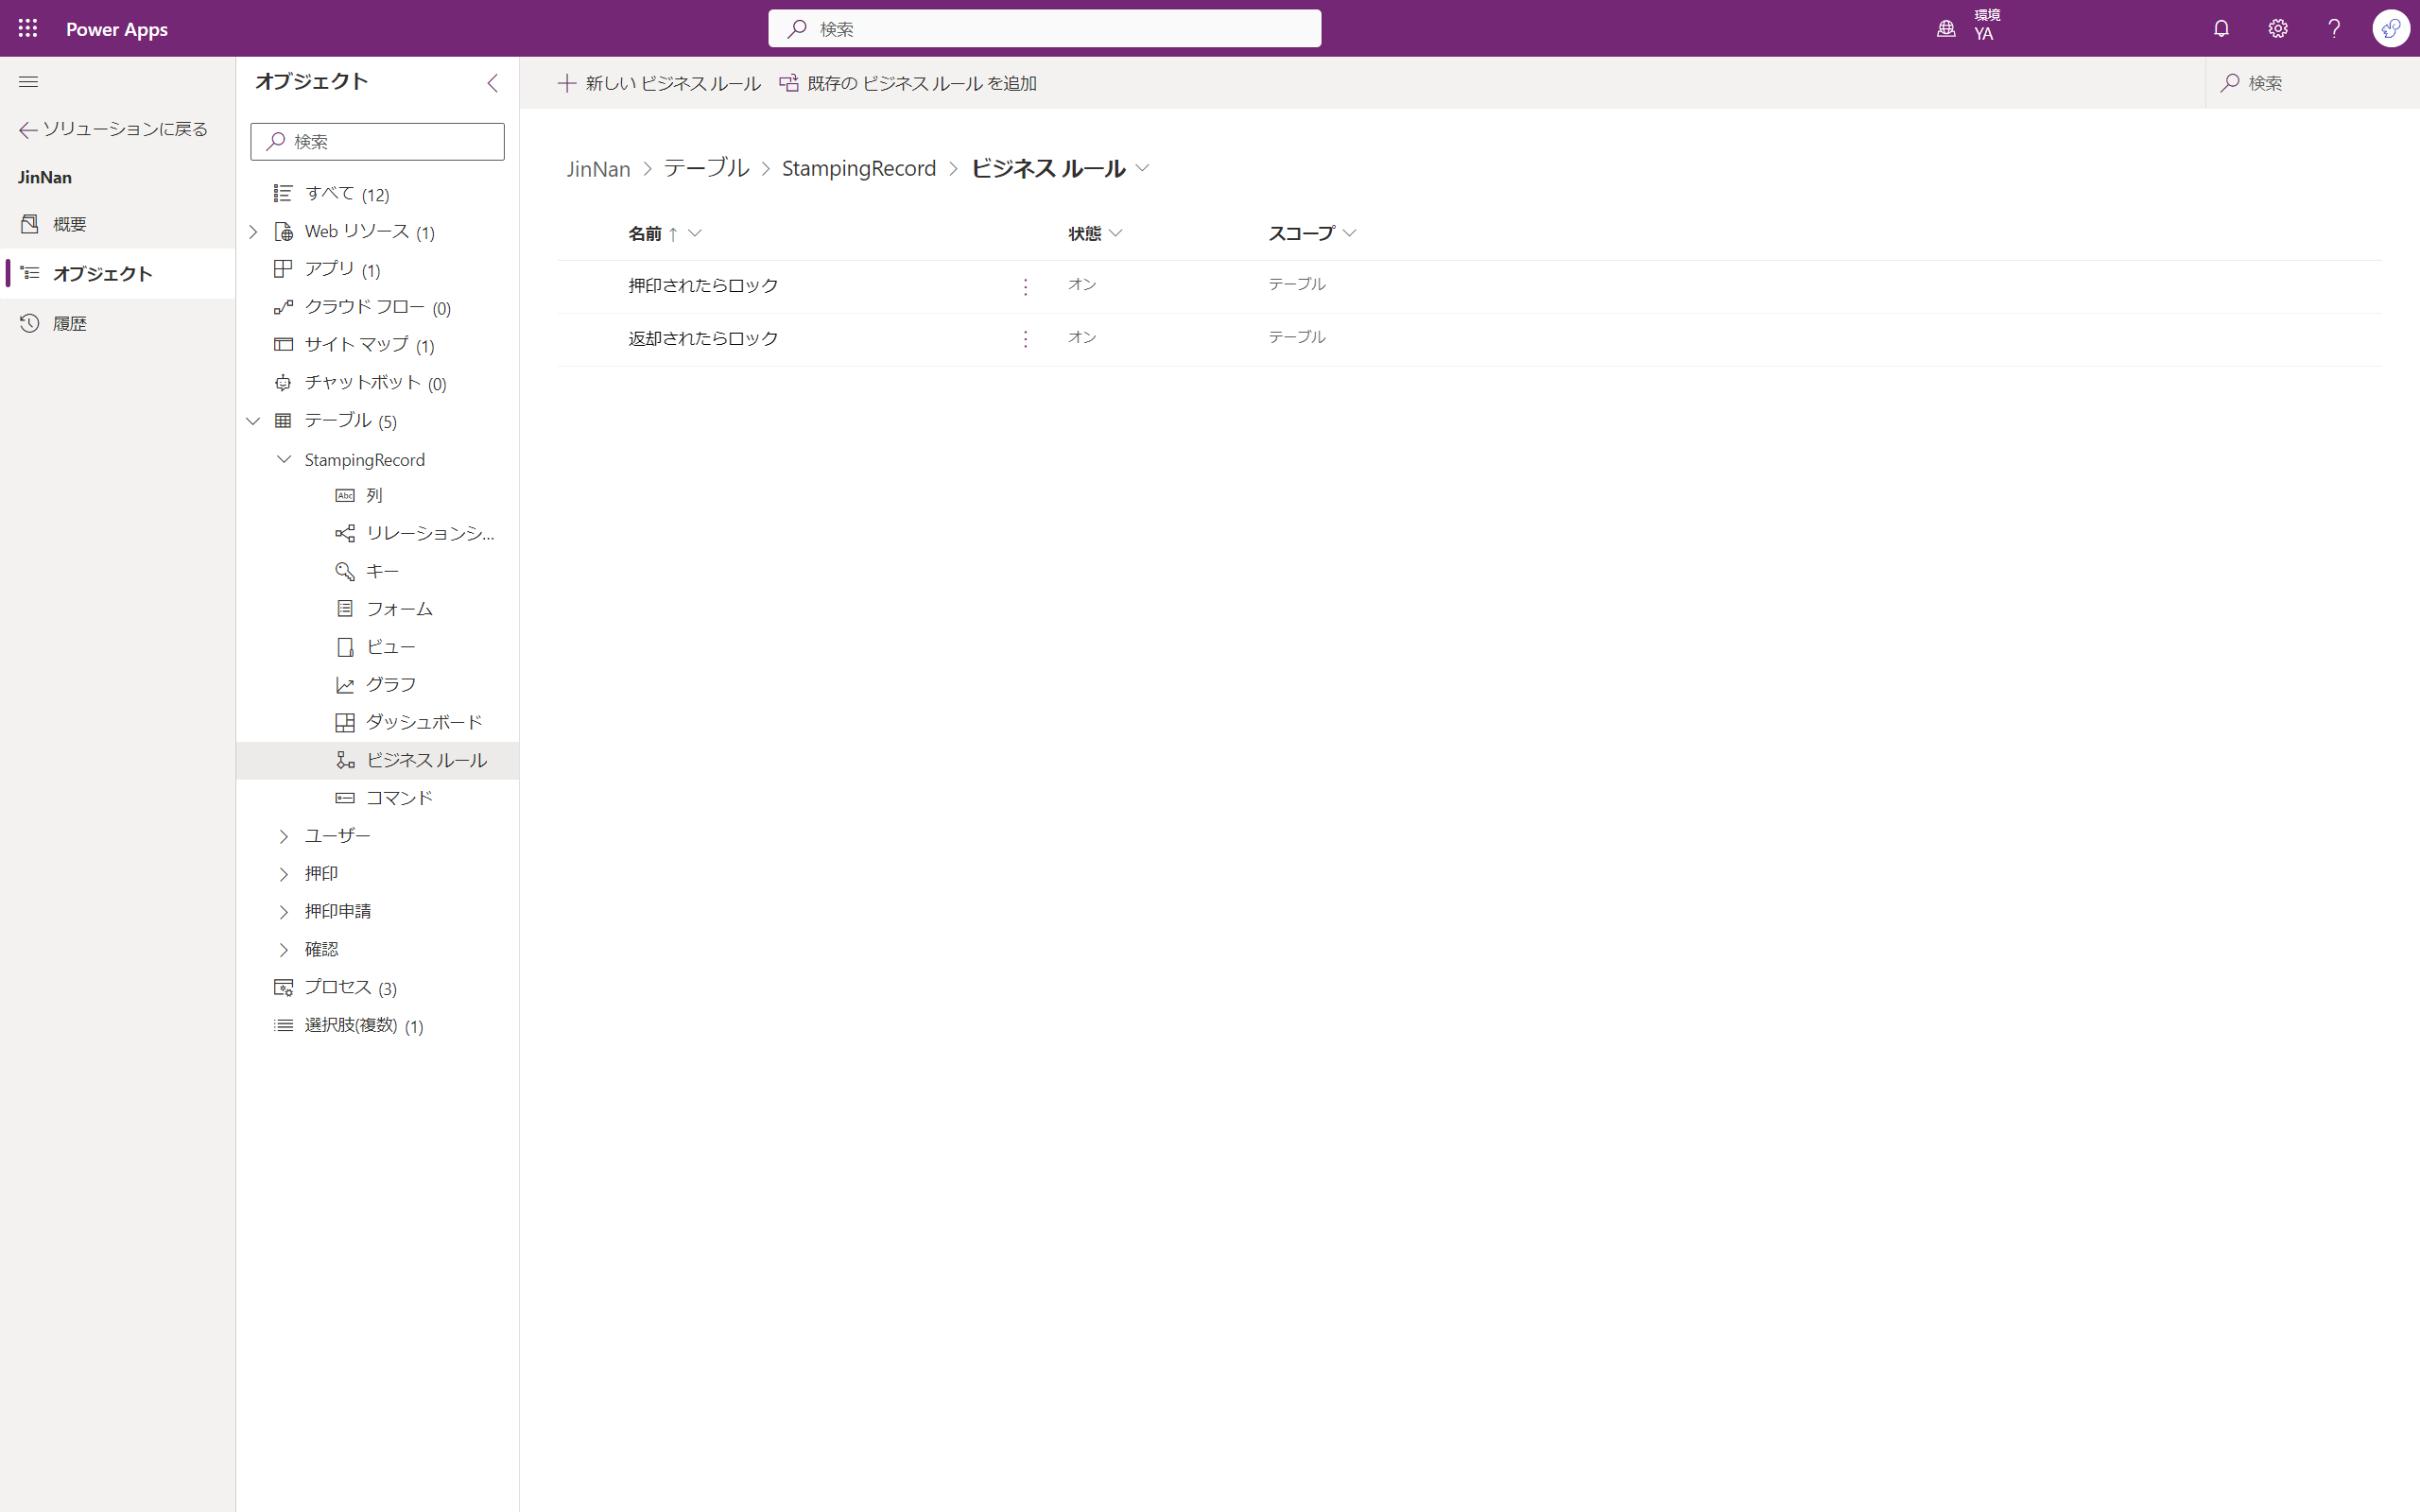 Power Apps
検索
環境
YA
ソリューションに戻る
JinNan
概要
オブジェクト
履歴
オブジェクト
検索
すべて (12)
Web リソース (1)
アプリ (1)
クラウド フロー (0)
サイト マップ (1)
チャットボット (0)
テーブル (5)
StampingRecord
Abc 列
リレーションシ...
キー
フォーム
ビュー
グラフ
ダッシュボード
ビジネス ルール
コマンド
ユーザー
押印
押印申請
確認
プロセス (3)
選択肢(複数) (1)
新しい ビジネス ルール 既存の ビジネス ルール を追加
検索
JinNan > テーブル > StampingRecord > ビジネス ルール
名前 ↑ 状態 スコープ
押印されたらロック オン テーブル
返却されたらロック オン テーブル